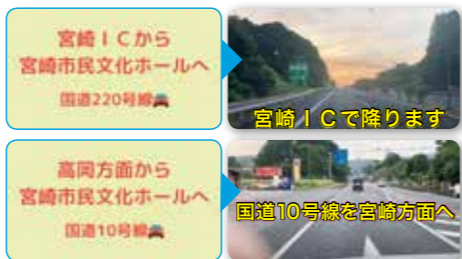 宮崎ＩＣから
宮崎市民文化ホールへ
国道220号線🚘
宮崎ＩＣで降ります
高岡方面から
宮崎市民文化ホールへ
国道10号線🚘
国道10号線を宮崎方面へ